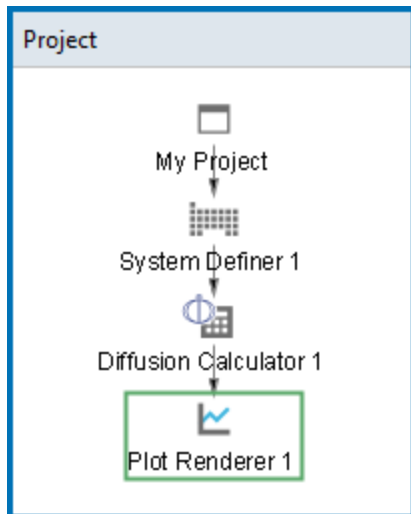 Project
My Project
System Definer 1
Diffusion Calculator 1
Plot Renderer 1